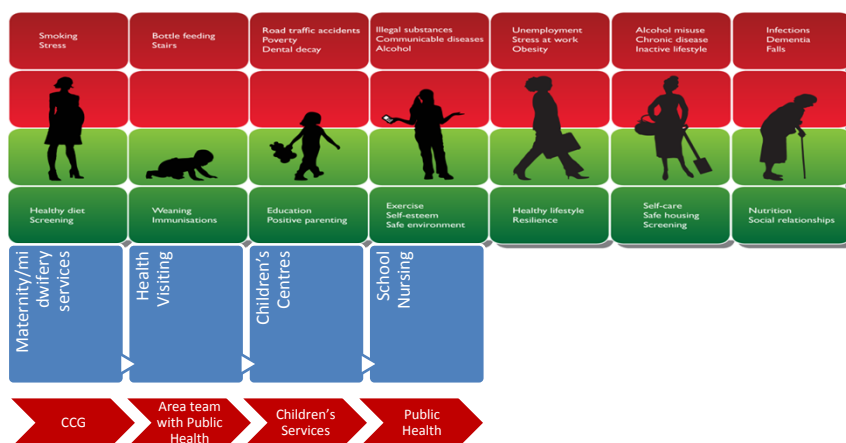 Smoking
Stress
Bottle feeding
Stairs
Road traffic accidents
Poverty
Dental decay
Illegal substances
Communicable diseases
Alcohol
Unemployment
Stress at work
Obesity
Alcohol misuse
Chronic disease
Inactive lifestyle
Infections
Dementia
Falls
Healthy diet
Screening
Weaning
Immunisations
Education
Positive parenting
Exercise
Self-esteem
Safe environment
Healthy lifestyle
Resilience
Self-care
Safe housing
Screening
Nutrition
Social relationships
Maternity/mi
dwifery
services
Health
Visiting
Children's
Centres
School
Nursing
CCG
Area team
with Public
Health
Children's
Services
Public
Health